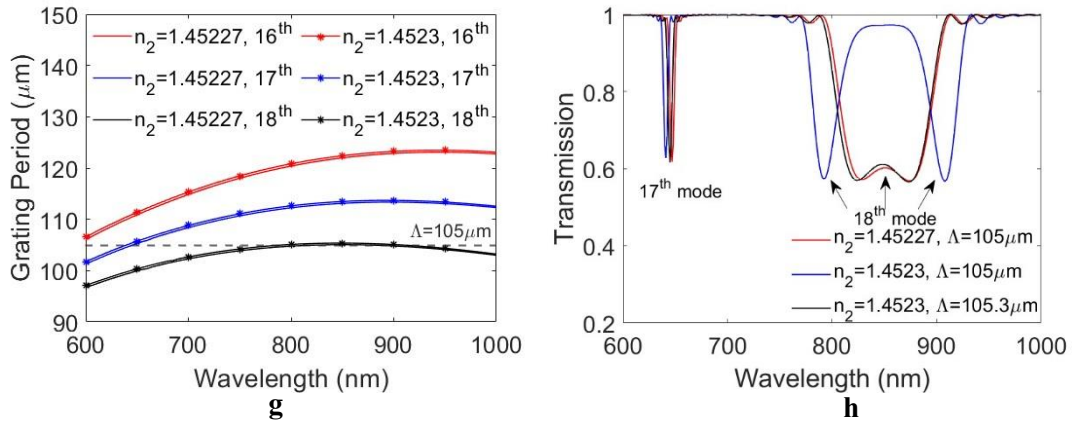 150
140
130
120
110
100
90
Grating Period (μm)
n₂=1.45227, 16ᵗʰ
n₂=1.4523, 16ᵗʰ
n₂=1.45227, 17ᵗʰ
n₂=1.4523, 17ᵗʰ
n₂=1.45227, 18ᵗʰ
n₂=1.4523, 18ᵗʰ
Λ=105μm
600 700 800 900 1000
Wavelength (nm)
g
1
0.8
0.6
0.4
0.2
Transmission
17ᵗʰ mode
18ᵗʰ mode
n₂=1.45227, Λ=105μm
n₂=1.4523, Λ=105μm
n₂=1.4523, Λ=105.3μm
600 700 800 900 1000
Wavelength (nm)
h